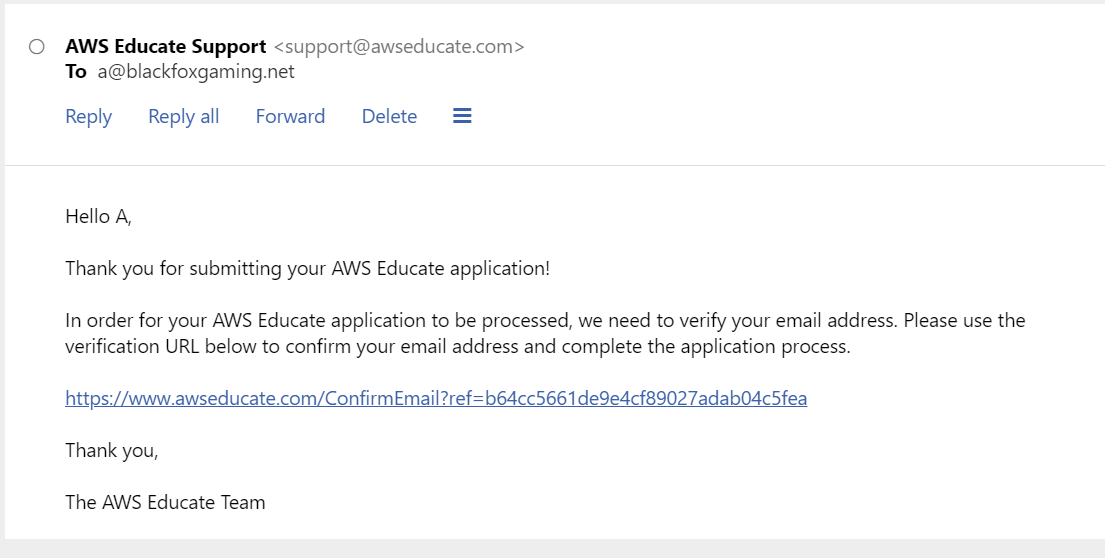 AWS Educate Support <support@awseducate.com>
To a@blackfoxgaming.net
Reply Reply all Forward Delete
Hello A,
Thank you for submitting your AWS Educate application!
In order for your AWS Educate application to be processed, we need to verify your email address. Please use the
verification URL below to confirm your email address and complete the application process.
https://www.awseducate.com/ConfirmEmail?ref=b64cc5661de9e4cf89027adab04c5fea
Thank you,
The AWS Educate Team